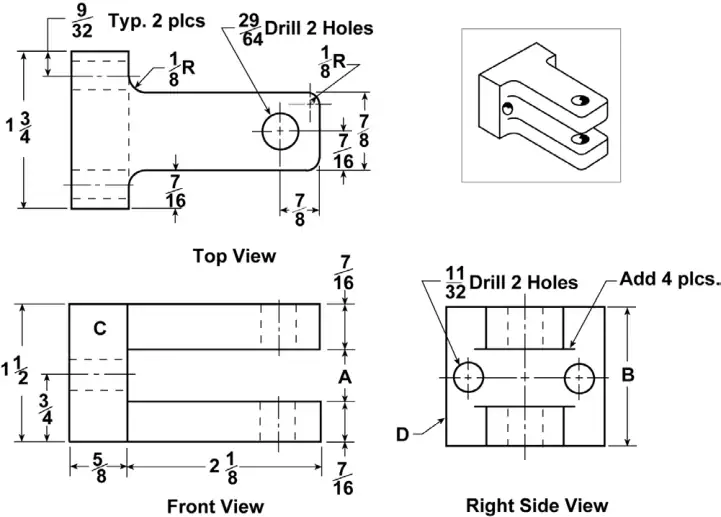 9/32 Typ. 2 plcs
29/64 Drill 2 Holes
1/8 R
1/8 R
1 3/4
7/8
7/16
7/16
7/8
Top View
7/16
11/32 Drill 2 Holes
Add 4 plcs.
C
1 1/2
A
B
3/4
D
5/8
2 1/8
7/16
Front View
Right Side View